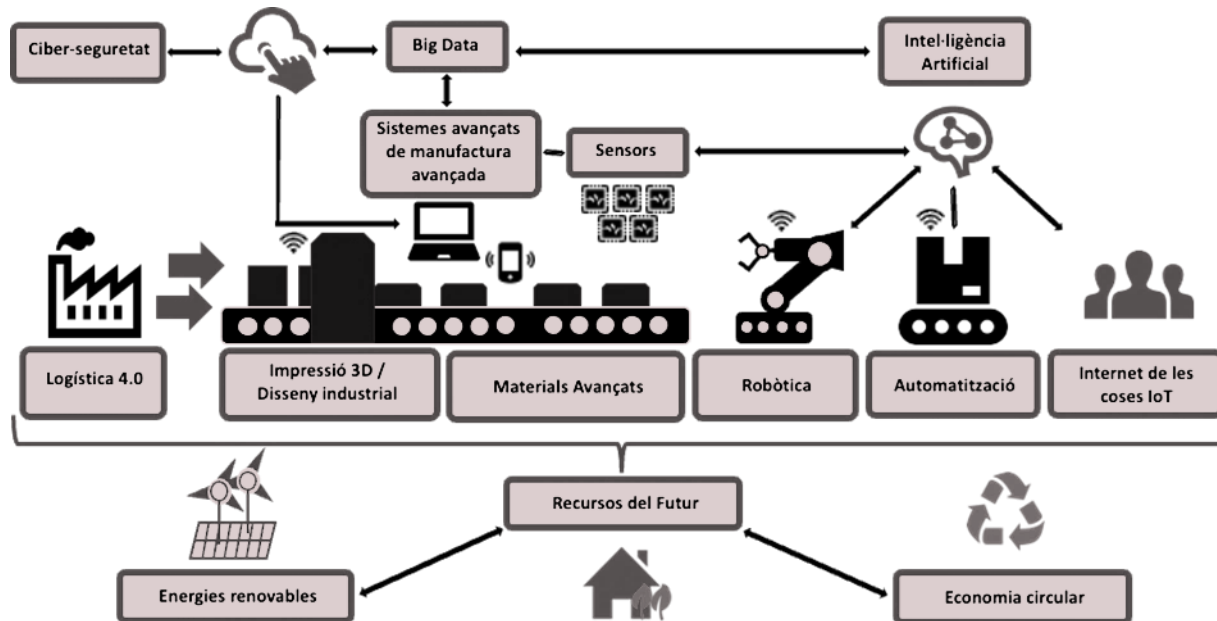 Ciber-seguretat
Big Data
Intel·ligència
Artificial
Sistemes avançats
de manufactura
avançada
Sensors
Logística 4.0
Impressió 3D /
Disseny industrial
Materials Avançats
Robòtica
Automatització
Internet de les
coses IoT
Recursos del Futur
Energies renovables
Economia circular